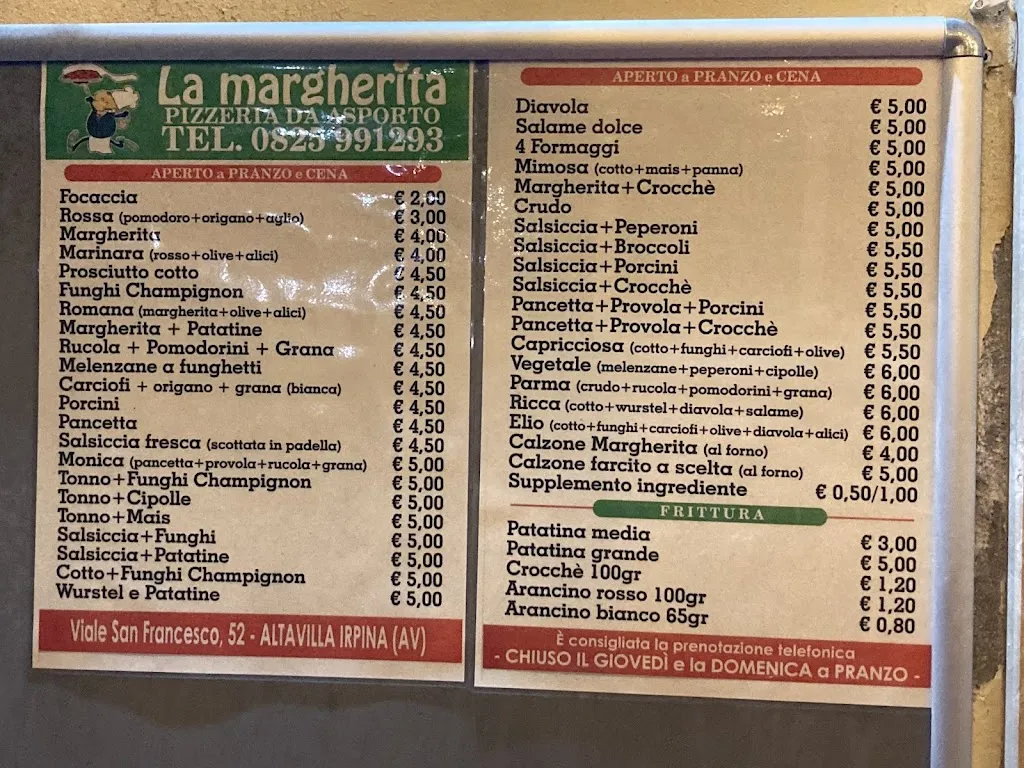 La margherita
PIZZERIA DA ASPORTO
TEL. 0825 991293
APERTO a PRANZO e CENA
Focaccia € 2,00
Rossa (pomodoro+origano+aglio) € 3,00
Margherita € 4,00
Marinara (rosso+olive+alici) € 4,00
Prosciutto cotto € 4,50
Funghi Champignon € 4,50
Romana (margherita+olive+alici) € 4,50
Margherita + Patatine € 4,50
Rucola + Pomodorini + Grana € 4,50
Melenzane a funghetti € 4,50
Carciofi + origano + grana (bianca) € 4,50
Porcini € 4,50
Pancetta € 4,50
Salsiccia fresca (scottata in padella) € 4,50
Monica (pancetta+provola+rucola+grana) € 5,00
Tonno+Funghi Champignon € 5,00
Tonno+Cipolle € 5,00
Tonno+Mais € 5,00
Salsiccia+Funghi € 5,00
Salsiccia+Patatine € 5,00
Cotto+Funghi Champignon € 5,00
Wurstel e Patatine € 5,00
Viale San Francesco, 52 - ALTAVILLA IRPINA (AV)
APERTO a PRANZO e CENA
Diavola € 5,00
Salame dolce € 5,00
4 Formaggi € 5,00
Mimosa (cotto+mais+panna) € 5,00
Margherita+Crocchè € 5,00
Crudo € 5,00
Salsiccia+Peperoni € 5,00
Salsiccia+Broccoli € 5,50
Salsiccia+Porcini € 5,50
Salsiccia+Crocchè € 5,50
Pancetta+Provola+Porcini € 5,50
Pancetta+Provola+Crocchè € 5,50
Capricciosa (cotto+funghi+carciofi+olive) € 5,50
Vegetale (melenzane+peperoni+cipolle) € 6,00
Parma (crudo+rucola+pomodorini+grana) € 6,00
Ricca (cotto+wurstel+diavola+salame) € 6,00
Elio (cotto+funghi+carciofi+olive+diavola+alici) € 6,00
Calzone Margherita (al forno) € 4,00
Calzone farcito a scelta (al forno) € 5,00
Supplemento ingrediente € 0,50/1,00
FRITTURA
Patatina media € 3,00
Patatina grande € 5,00
Crocchè 100gr € 1,20
Arancino rosso 100gr € 1,20
Arancino bianco 65gr € 0,80
È consigliata la prenotazione telefonica
- CHIUSO IL GIOVEDÌ e la DOMENICA a PRANZO -